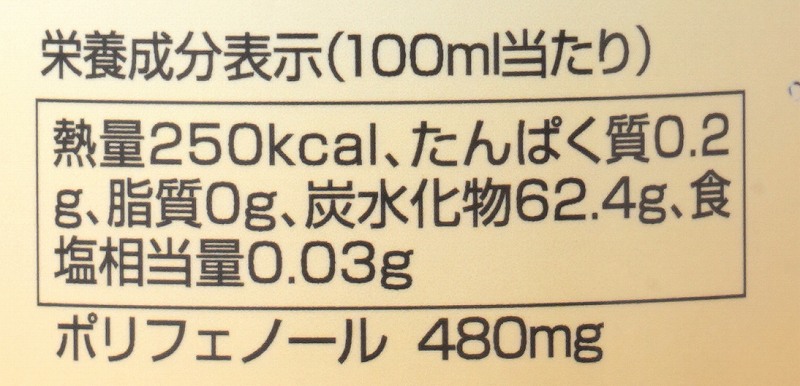 栄養成分表示(100ml当たり)
熱量250kcal、たんぱく質0.2
g、脂質0g、炭水化物62.4g、食
塩相当量0.03g
ポリフェノール 480mg